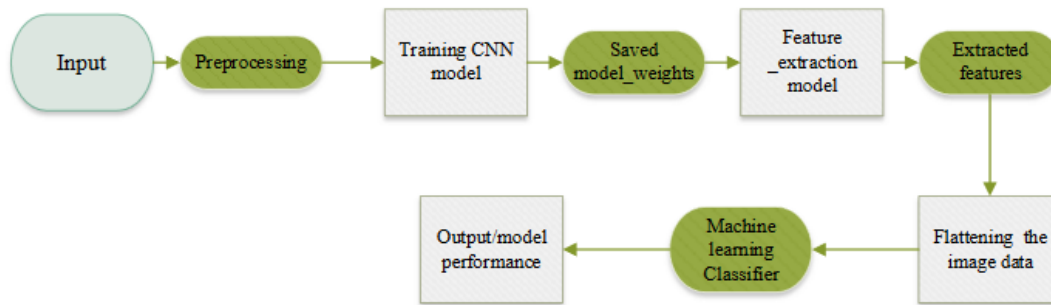 Input
Preprocessing
Training CNN
model
Saved
model_weights
Feature
_extraction
model
Extracted
features
Flattening the
image data
Machine
learning
Classifier
Output/model
performance